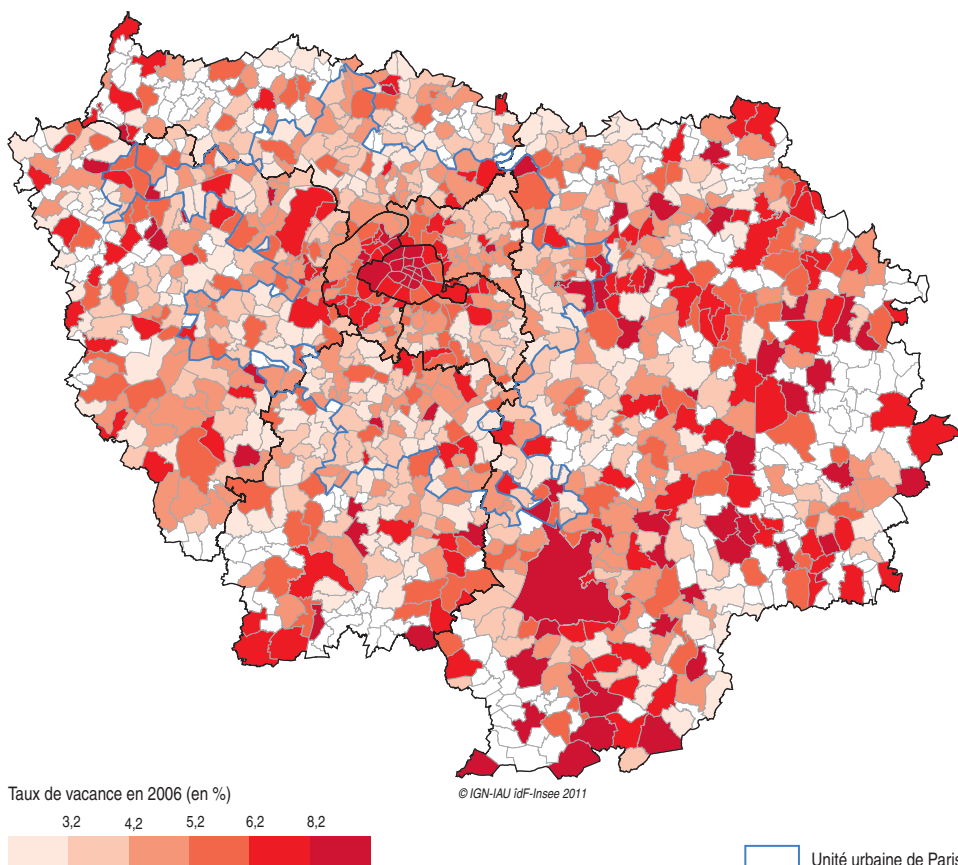 © IGN-IAU îdF-Insee 2011
Taux de vacance en 2006 (en %)
3,2 4,2 5,2 6,2 8,2
Unité urbaine de Paris